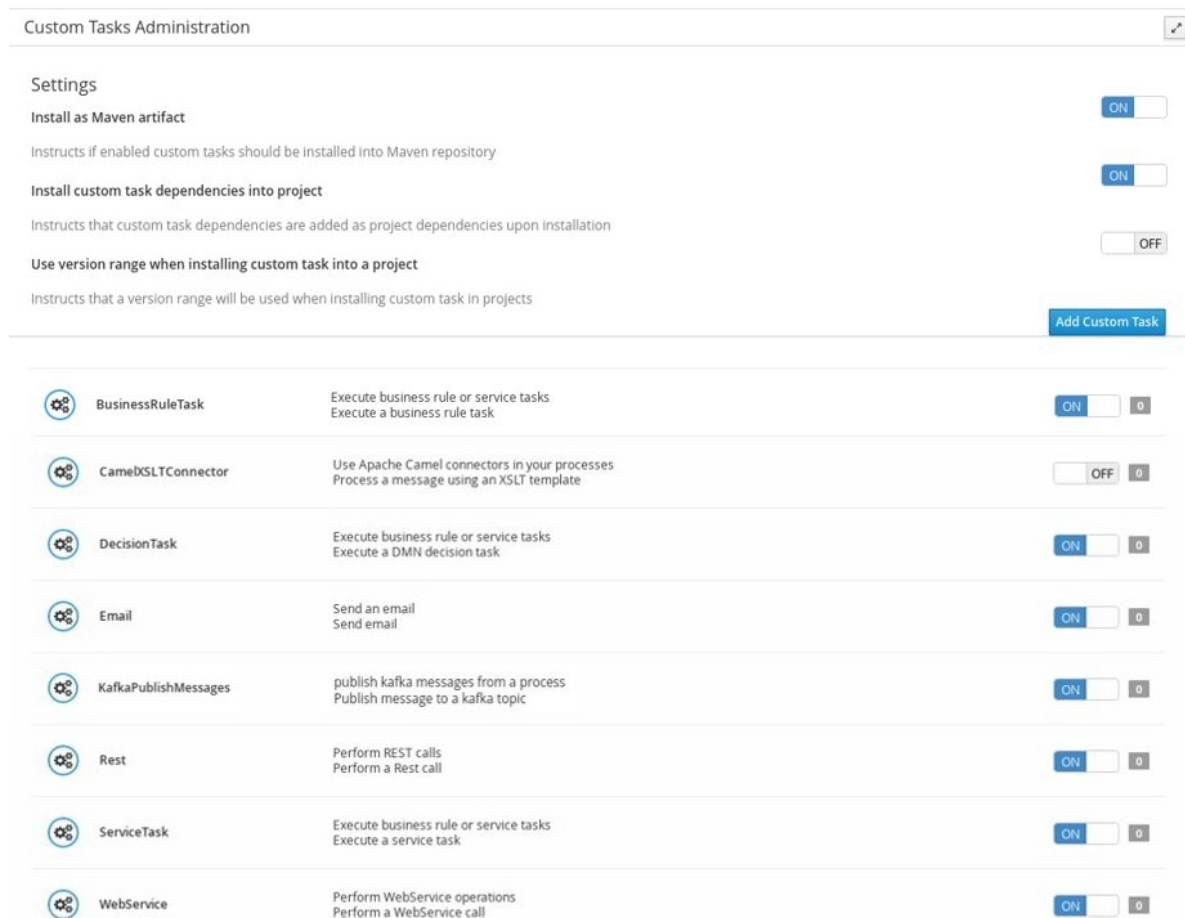 Custom Tasks Administration
Settings
Install as Maven artifact
ON
Instructs if enabled custom tasks should be installed into Maven repository
Install custom task dependencies into project
ON
Instructs that custom task dependencies are added as project dependencies upon installation
Use version range when installing custom task into a project
OFF
Instructs that a version range will be used when installing custom task in projects
Add Custom Task
BusinessRuleTask
Execute business rule or service tasks
Execute a business rule task
ON 0
CamelXSLTConnector
Use Apache Camel connectors in your processes
Process a message using an XSLT template
OFF 0
DecisionTask
Execute business rule or service tasks
Execute a DMN decision task
ON 0
Email
Send an email
Send email
ON 0
KafkaPublishMessages
publish kafka messages from a process
Publish message to a kafka topic
ON 0
Rest
Perform REST calls
Perform a Rest call
ON 0
ServiceTask
Execute business rule or service tasks
Execute a service task
ON 0
WebService
Perform WebService operations
Perform a WebService call
ON 0